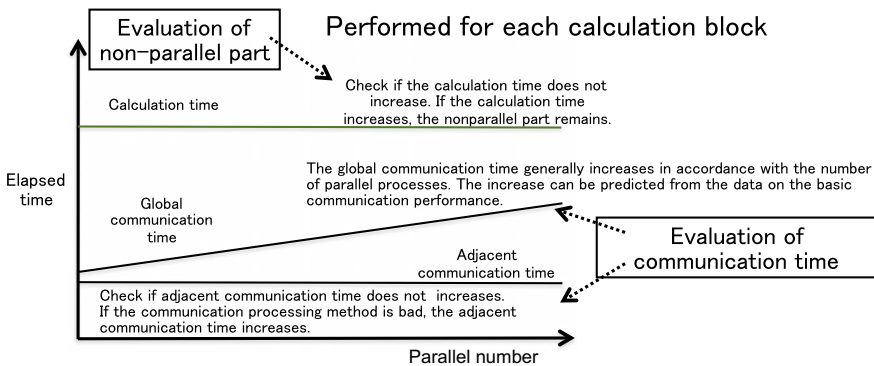 Evaluation of
non-parallel part
Performed for each calculation block
Check if the calculation time does not
increase. If the calculation time
increases, the nonparallel part remains.
Calculation time
The global communication time generally increases in accordance with the number
of parallel processes. The increase can be predicted from the data on the basic
communication performance.
Elapsed
time
Global
communication
time
Evaluation of
communication time
Adjacent
communication time
Check if adjacent communication time does not increases.
If the communication processing method is bad, the adjacent
communication time increases.
Parallel number